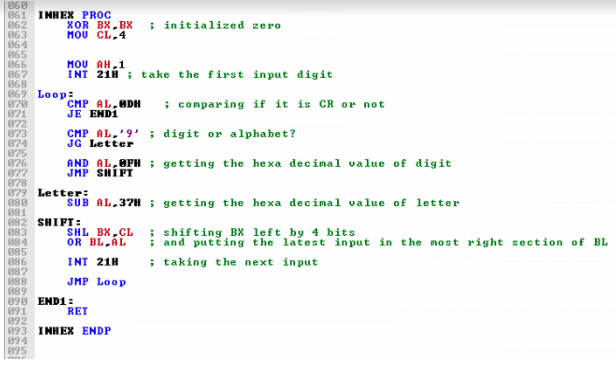 060
061 INHEX PROC
062 XOR BX,BX ; initialized zero
063 MOV CL,4
064
065
066 MOV AH,1
067 INT 21H ; take the first input digit
068
069 Loop:
070 CMP AL,0DH ; comparing if it is CR or not
071 JE END1
072
073 CMP AL,'9' ; digit or alphabet?
074 JG Letter
075
076 AND AL,0FH ; getting the hexa decimal value of digit
077 JMP SHIFT
078
079 Letter:
080 SUB AL,37H ; getting the hexa decimal value of letter
081
082 SHIFT:
083 SHL BX,CL ; shifting BX left by 4 bits
084 OR BL,AL ; and putting the latest input in the most right section of BL
085
086 INT 21H ; taking the next input
087
088 JMP Loop
089
090 END1:
091 RET
092
093 INHEX ENDP
094
095